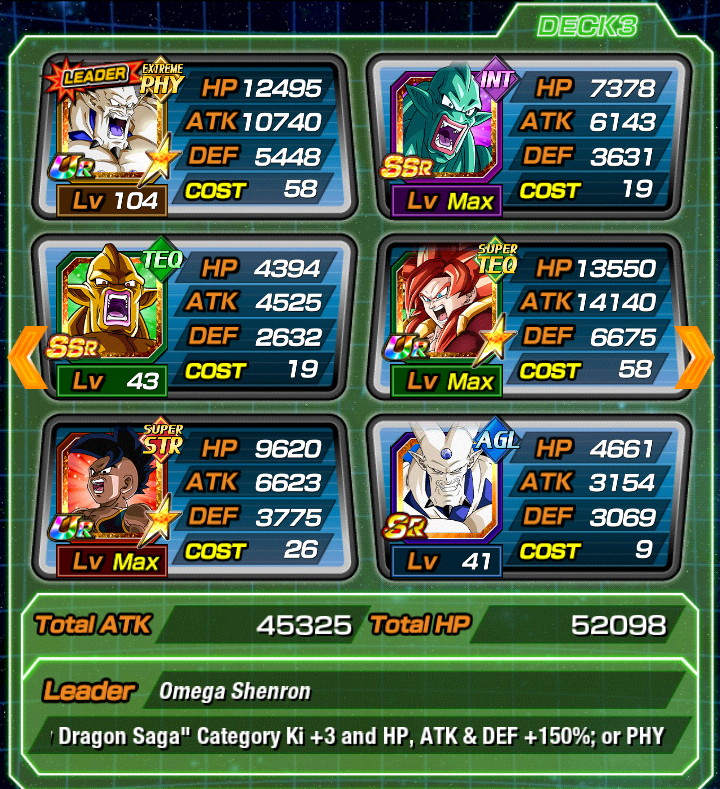 DECK3
LEADER EXTREME PHY HP 12495
ATK 10740
DEF 5448
UR COST 58
Lv 104
INT HP 7378
ATK 6143
DEF 3631
SSR COST 19
Lv Max
TEQ HP 4394
ATK 4525
DEF 2632
SSR COST 19
Lv 43
SUPER TEQ HP 13550
ATK 14140
DEF 6675
UR COST 58
Lv Max
SUPER STR HP 9620
ATK 6623
DEF 3775
UR COST 26
Lv Max
AGL HP 4661
ATK 3154
DEF 3069
SR COST 9
Lv 41
Total ATK 45325 Total HP 52098
Leader Omega Shenron
Dragon Saga" Category Ki +3 and HP, ATK & DEF +150%; or PHY